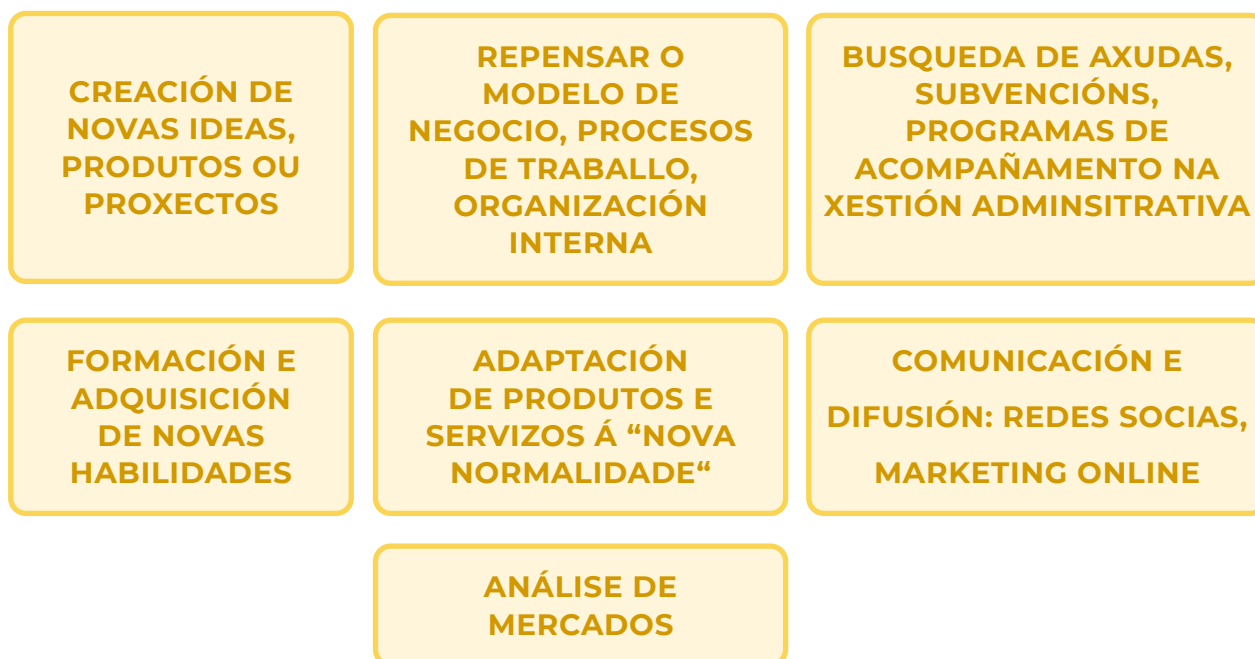 CREACIÓN DE
NOVAS IDEAS,
PRODUTOS OU
PROXECTOS
REPENSAR O
MODELO DE
NEGOCIO, PROCESOS
DE TRABALLO,
ORGANIZACIÓN
INTERNA
BUSQUEDA DE AXUDAS,
SUBVENCIÓNS,
PROGRAMAS DE
ACOMPAÑAMENTO NA
XESTIÓN ADMINSITRATIVA
FORMACIÓN E
ADQUISICIÓN
DE NOVAS
HABILIDADES
ADAPTACIÓN
DE PRODUTOS E
SERVIZOS Á “NOVA
NORMALIDADE“
COMUNICACIÓN E
DIFUSIÓN: REDES SOCIAS,
MARKETING ONLINE
ANÁLISE DE
MERCADOS